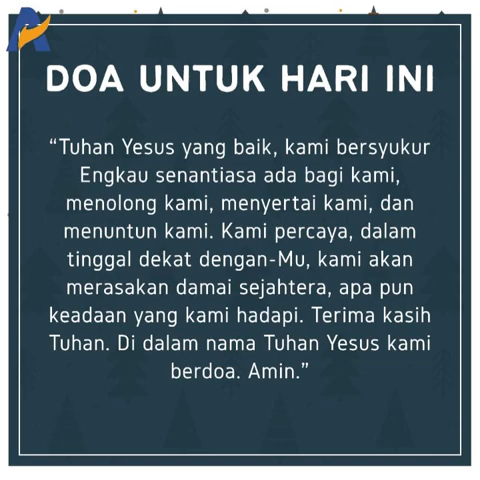 DOA UNTUK HARI INI
“Tuhan Yesus yang baik, kami bersyukur
Engkau senantiasa ada bagi kami,
menolong kami, menyertai kami, dan
menuntun kami. Kami percaya, dalam
tinggal dekat dengan-Mu, kami akan
merasakan damai sejahtera, apa pun
keadaan yang kami hadapi. Terima kasih
Tuhan. Di dalam nama Tuhan Yesus kami
berdoa. Amin.”